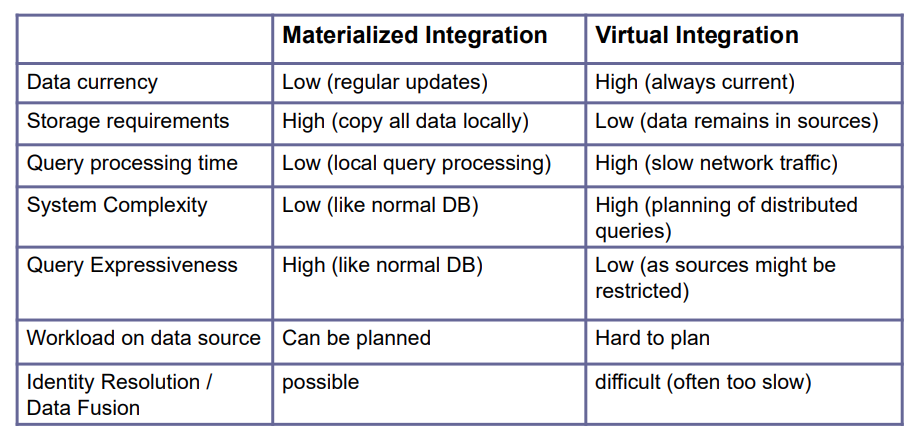 Materialized Integration Virtual Integration
Data currency Low (regular updates) High (always current)
Storage requirements High (copy all data locally) Low (data remains in sources)
Query processing time Low (local query processing) High (slow network traffic)
System Complexity Low (like normal DB) High (planning of distributed
queries)
Query Expressiveness High (like normal DB) Low (as sources might be
restricted)
Workload on data source Can be planned Hard to plan
Identity Resolution / possible difficult (often too slow)
Data Fusion